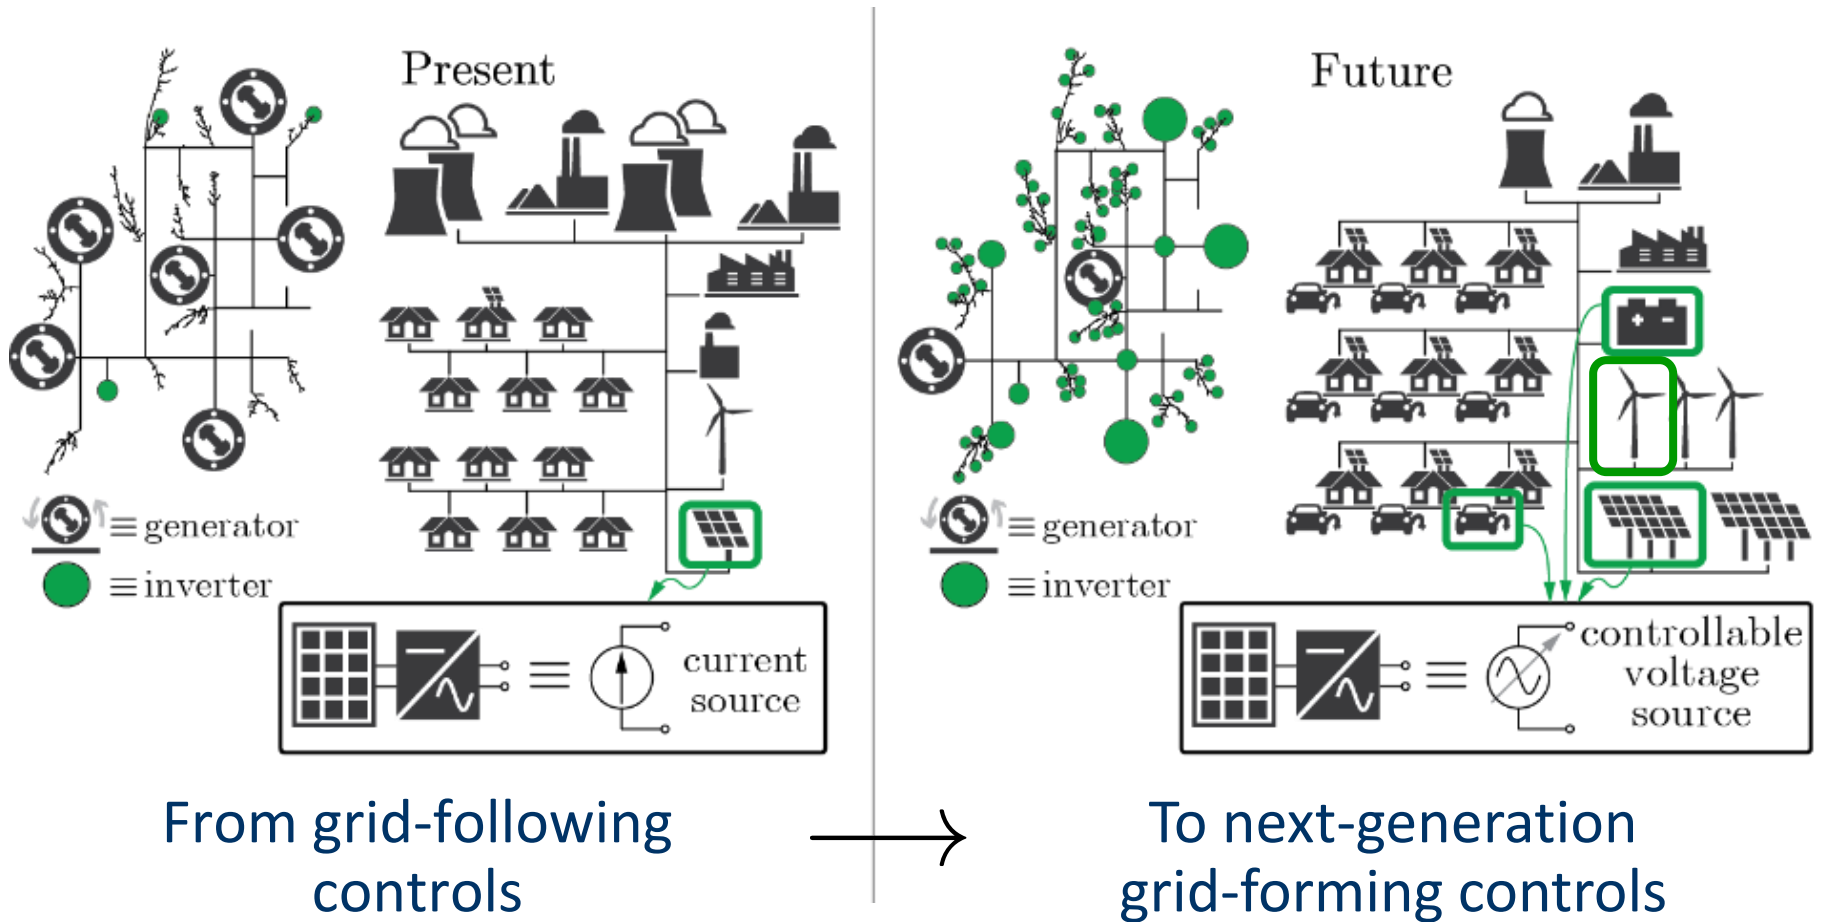 Present
≡ generator
≡ inverter
≡ current
source
From grid-following
controls
Future
≡ generator
≡ inverter
≡ controllable
voltage
source
To next-generation
grid-forming controls